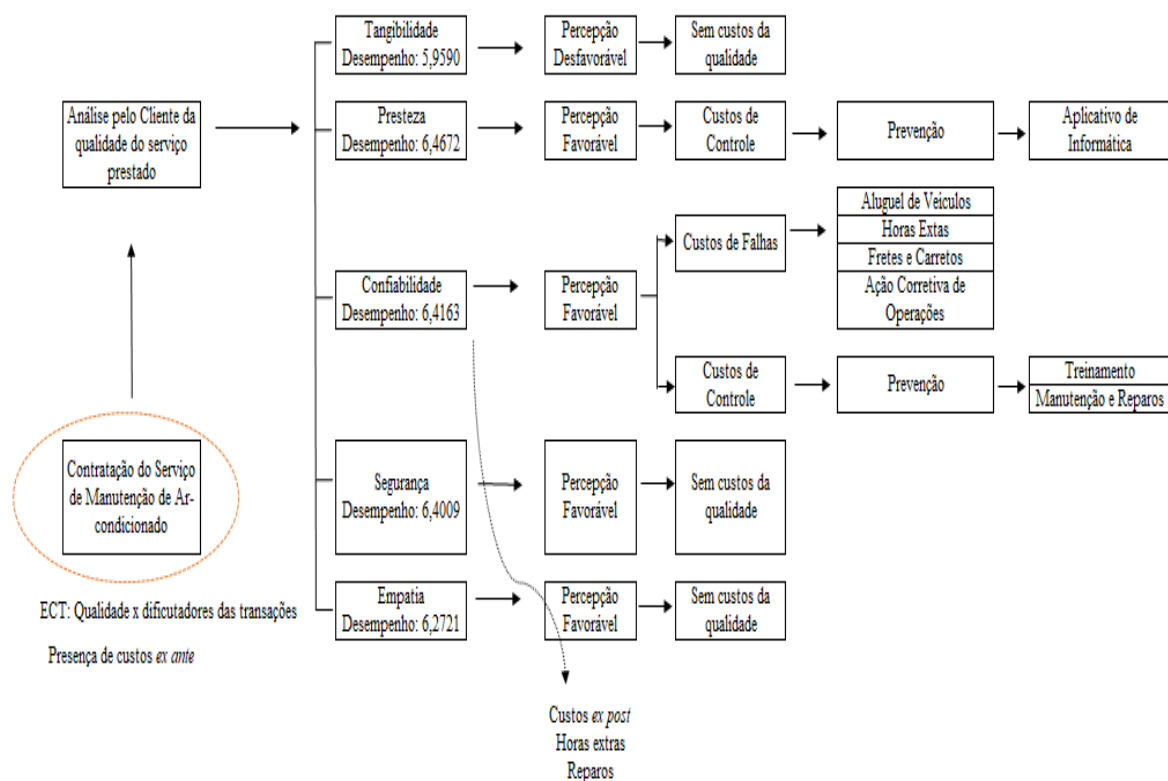 Tangibilidade
Desempenho: 5,9590
Percepção
Desfavorável
Sem custos da
qualidade
Análise pelo Cliente da
qualidade do serviço
prestado
Presteza
Desempenho: 6,4672
Percepção
Favorável
Custos de
Controle
Prevenção
Aplicativo de
Informática
Confiabilidade
Desempenho: 6,4163
Percepção
Favorável
Custos de Falhas
Aluguel de Veículos
Horas Extas
Fretes e Carretos
Ação Corretiva de
Operações
Custos de
Controle
Prevenção
Treinamento
Manutenção e Reparos
Contratação do Serviço
de Manutenção de Ar-
condicionado
Segurança
Desempenho: 6,4009
Percepção
Favorável
Sem custos da
qualidade
Empatia
Desempenho: 6,2721
Percepção
Favorável
Sem custos da
qualidade
ECT: Qualidade x dificutadores das transações
Presença de custos ex ante
Custos ex post
Horas extras
Reparos